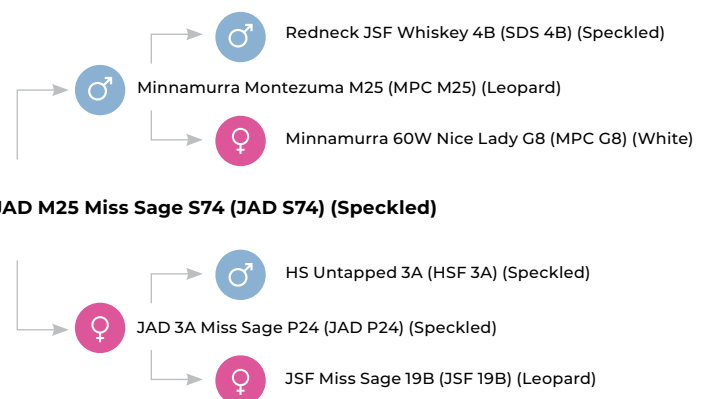 Redneck JSF Whiskey 4B (SDS 4B) (Speckled)
Minnamurra Montezuma M25 (MPC M25) (Leopard)
Minnamurra 60W Nice Lady G8 (MPC G8) (White)
JAD M25 Miss Sage S74 (JAD S74) (Speckled)
HS Untapped 3A (HSF 3A) (Speckled)
JAD 3A Miss Sage P24 (JAD P24) (Speckled)
JSF Miss Sage 19B (JSF 19B) (Leopard)